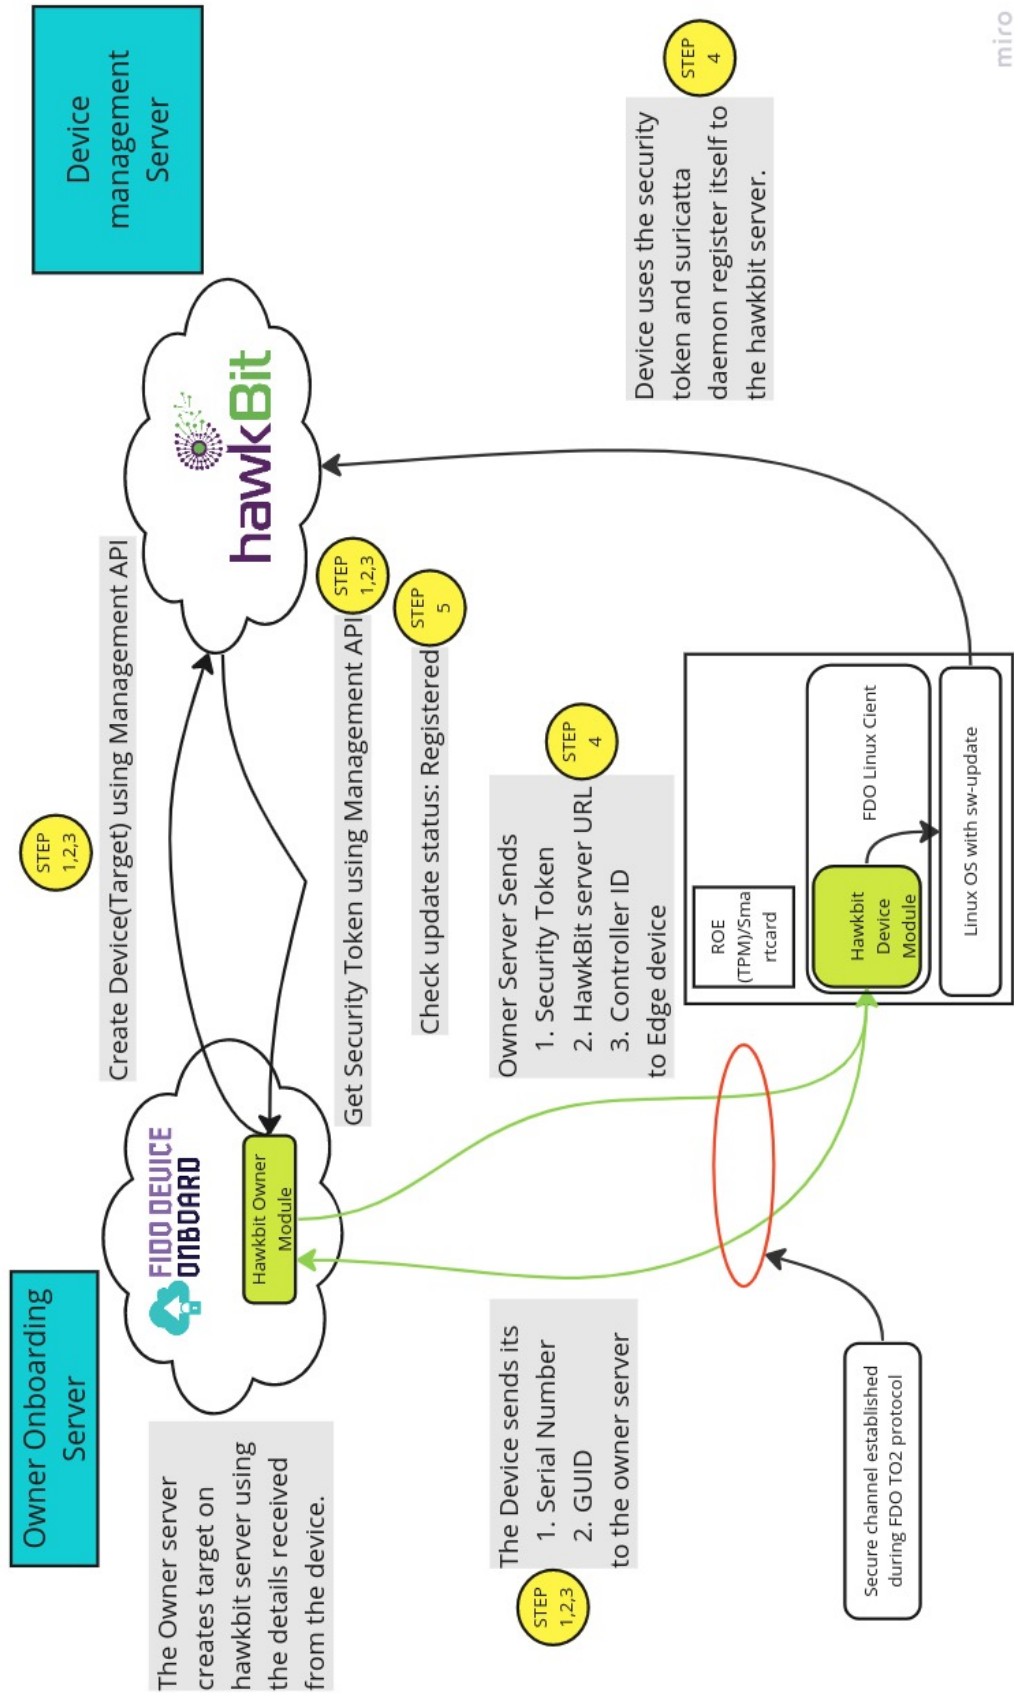 Owner Onboarding
Server
Device
management
Server
STEP
1,2,3
Create Device(Target) using Management API
FIDO DEVICE
ONBOARD
Hawkbit Owner
Module
hawkBit
The Owner server
creates target on
hawkbit server using
the details received
from the device.
Get Security Token using Management API
STEP
1,2,3
Check update status: Registered
STEP
5
The Device sends its
1. Serial Number
2. GUID
to the owner server
STEP
1,2,3
Owner Server Sends
1. Security Token
2. HawkBit server URL
3. Controller ID
to Edge device
STEP
4
Device uses the security
token and suricatta
daemon register itself to
the hawkbit server.
STEP
4
ROE
(TPM)/Sma
rtcard
Hawkbit
Device
Module
FDO Linux Cient
Linux OS with sw-update
Secure channel established
during FDO TO2 protocol
miro